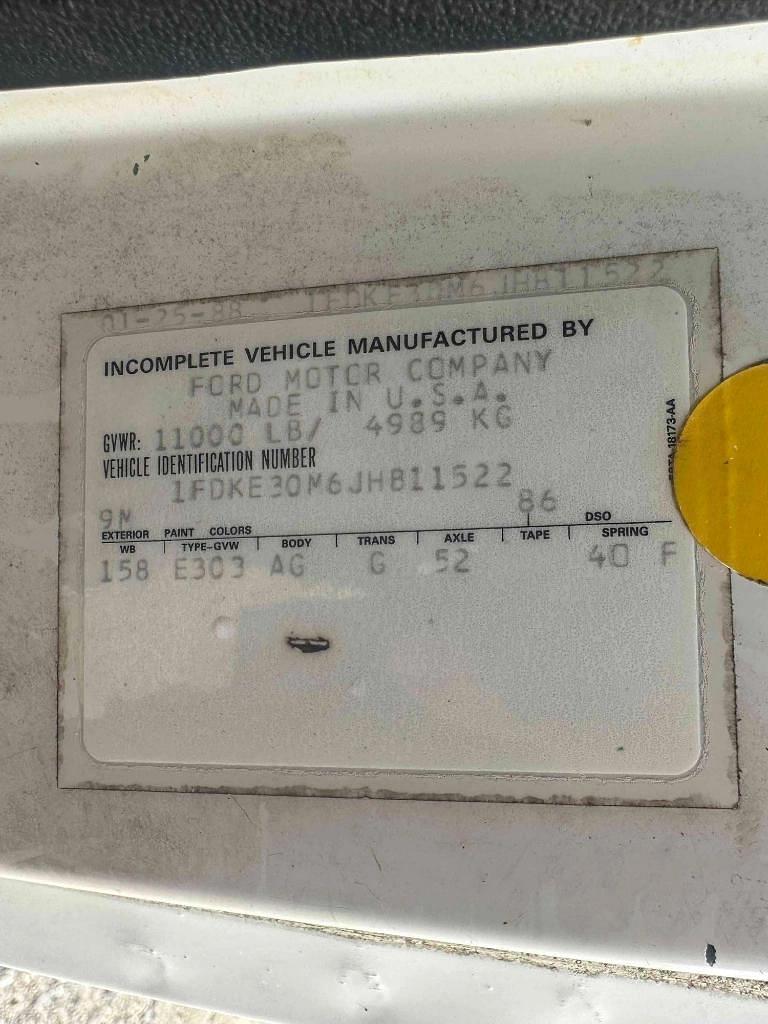 01-25-88 1FDKE30M6JHB11522
INCOMPLETE VEHICLE MANUFACTURED BY
FORD MOTOR COMPANY
MADE IN U.S.A.
GVWR: 11000 LB/ 4989 KG
VEHICLE IDENTIFICATION NUMBER
1FDKE30M6JHB11522
9M 86
EXTERIOR PAINT COLORS DSO
WB TYPE-GVW BODY TRANS AXLE TAPE SPRING
158 E303 AG G 52 40 F
18173-AA